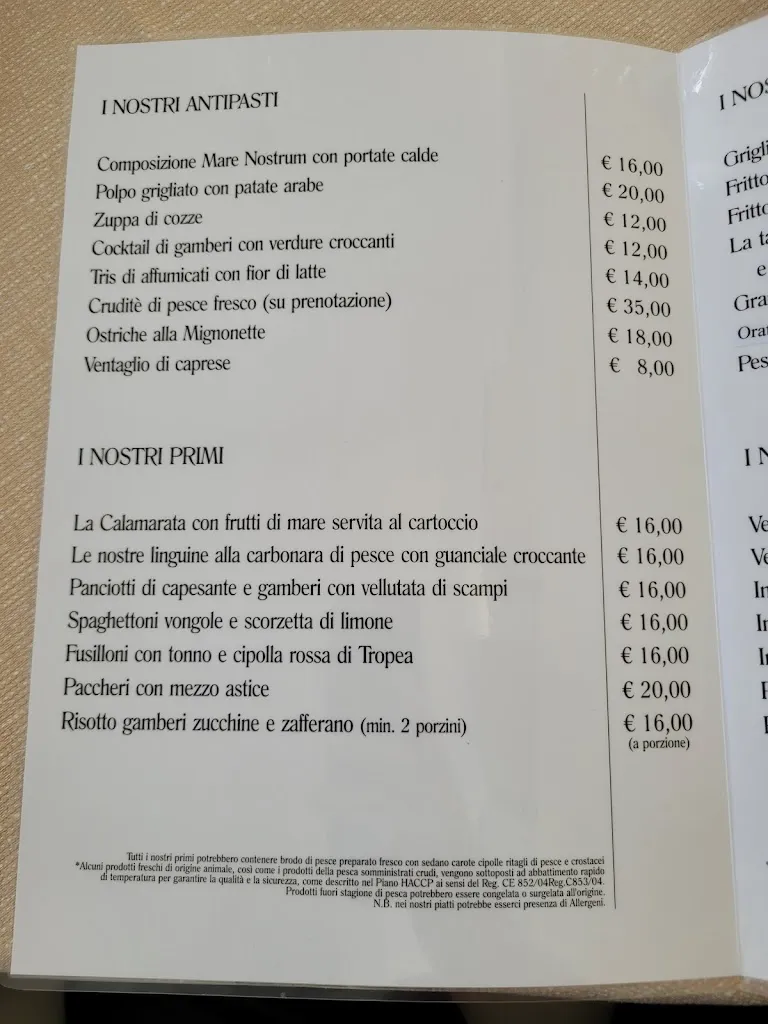 I NOSTRI ANTIPASTI
Composizione Mare Nostrum con portate calde € 16,00
Polpo grigliato con patate arabe € 20,00
Zuppa di cozze € 12,00
Cocktail di gamberi con verdure croccanti € 12,00
Tris di affumicati con fior di latte € 14,00
Cruditè di pesce fresco (su prenotazione) € 35,00
Ostriche alla Mignonette € 18,00
Ventaglio di caprese € 8,00
I NOSTRI PRIMI
La Calamarata con frutti di mare servita al cartoccio € 16,00
Le nostre linguine alla carbonara di pesce con guanciale croccante € 16,00
Panciotti di capesante e gamberi con vellutata di scampi € 16,00
Spaghettoni vongole e scorzetta di limone € 16,00
Fusilloni con tonno e cipolla rossa di Tropea € 16,00
Paccheri con mezzo astice € 20,00
Risotto gamberi zucchine e zafferano (min. 2 porzini) € 16,00
(a porzione)
Tutti i nostri primi potrebbero contenere brodo di pesce preparato fresco con sedano carote cipolle ritagli di pesce e crostacei
*Alcuni prodotti freschi di origine animale, così come i prodotti della pesca somministrati crudi, vengono sottoposti ad abbattimento rapido
di temperatura per garantire la qualità e la sicurezza, come descritto nel Piano HACCP ai sensi del Reg. CE 852/04Reg.C853/04.
Prodotti fuori stagione di pesca potrebbero essere congelata o surgelata all'origine.
N.B. nei nostri piatti potrebbe esserci presenza di Allergeni.
I NOS
Grigli
Fritto
Fritto
La ta
e
Gra
Orat
Pes
I N
Ve
Ve
In
In
In